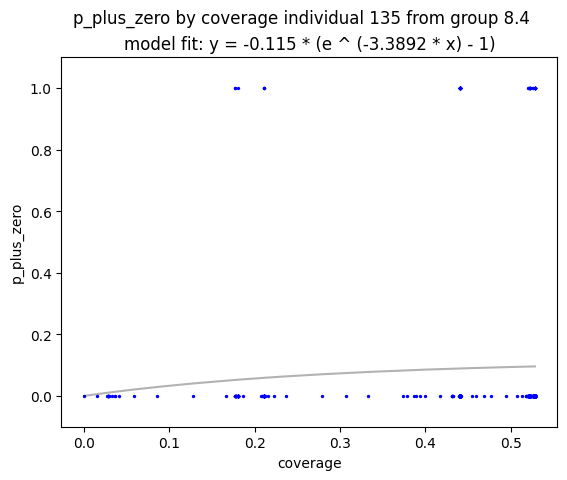 p_plus_zero by coverage individual 135 from group 8.4
model fit: y = -0.115 * (e ^ (-3.3892 * x) - 1)
1.0
0.8
0.6
0.4
0.2
0.0
p_plus_zero
0.0 0.1 0.2 0.3 0.4 0.5
coverage